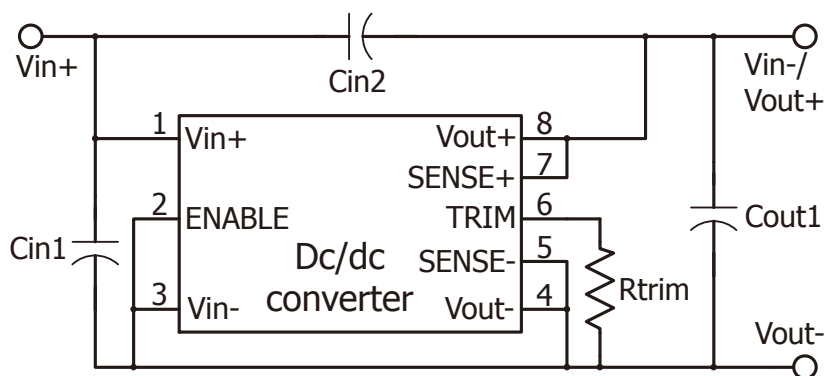 Vin+
Cin2
Vin-/
Vout+
1
Vin+
Vout+
8
SENSE+
7
2
ENABLE
TRIM
6
Cin1
Dc/dc
converter
SENSE-
5
Rtrim
Cout1
3
Vin-
Vout-
4
Vout-